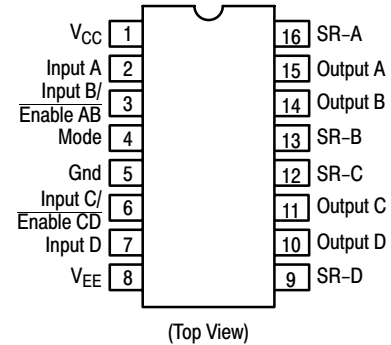 VCC 1 16 SR–A
Input A 2 15 Output A
Input B/
Enable AB 3 14 Output B
Mode 4 13 SR–B
Gnd 5 12 SR–C
Input C/
Enable CD 6 11 Output C
Input D 7 10 Output D
VEE 8 9 SR–D
(Top View)